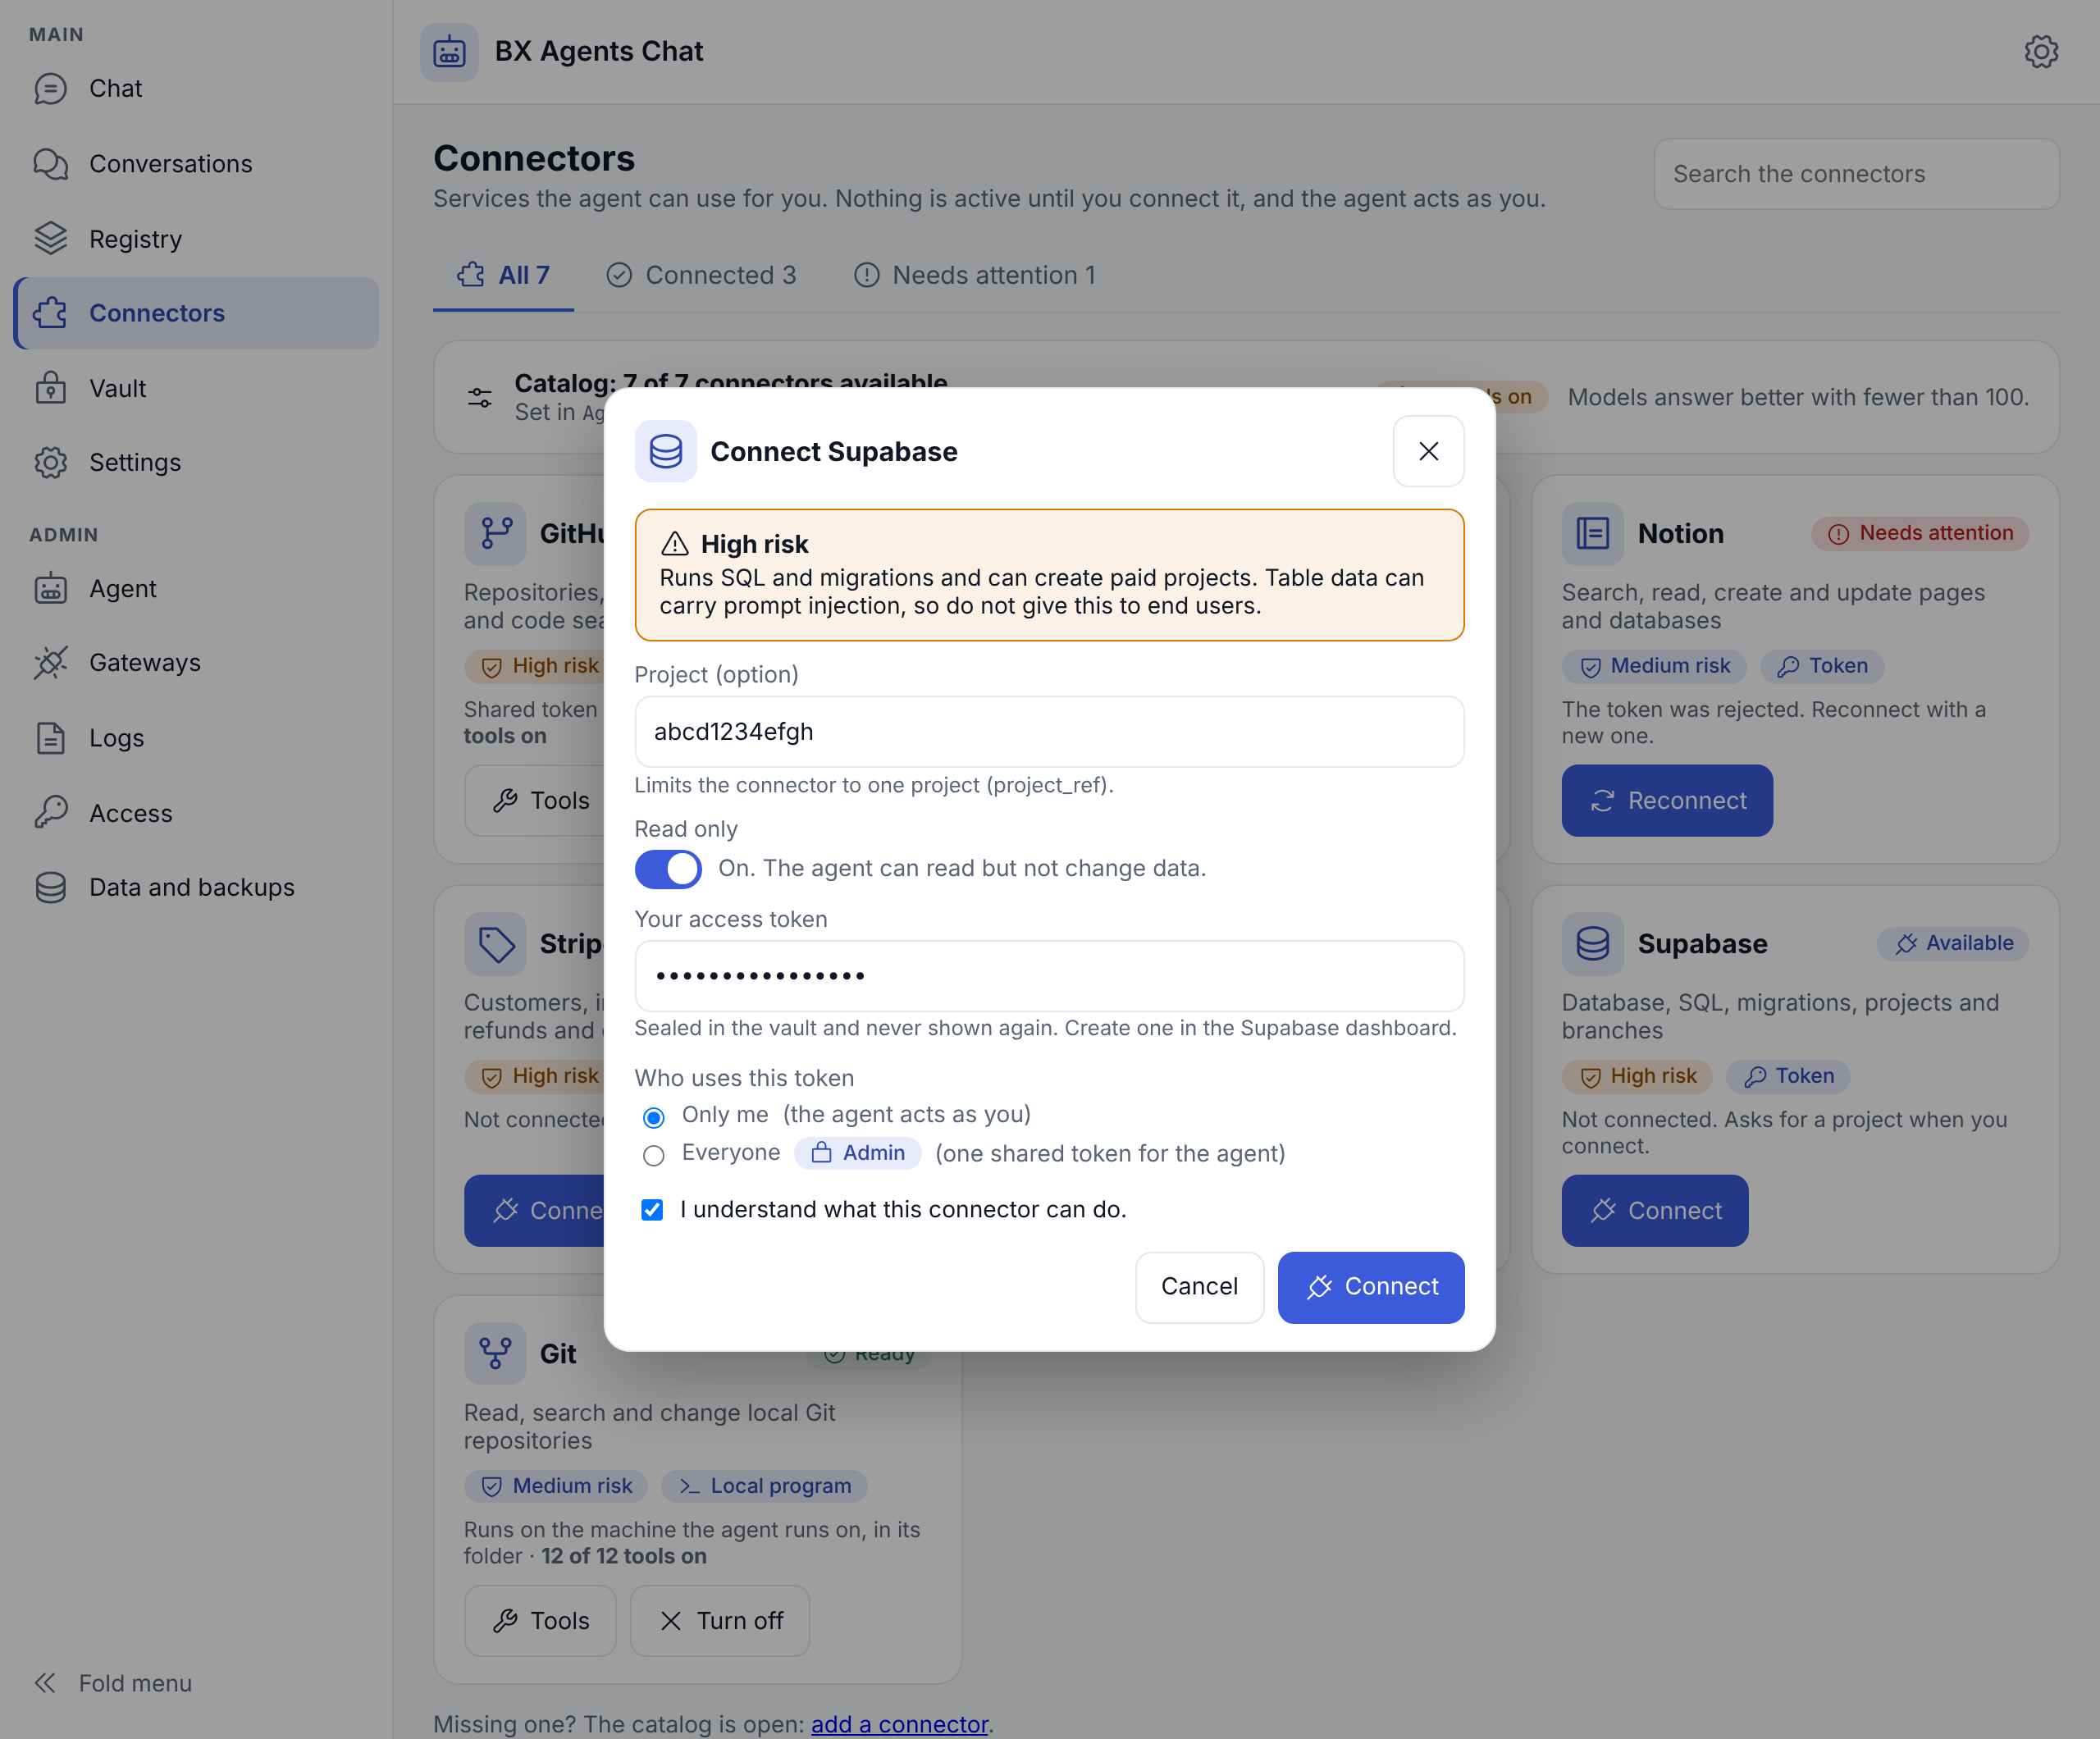 MAIN
Chat
Conversations
Registry
Connectors
Vault
Settings
ADMIN
Agent
Gateways
Logs
Access
Data and backups
Fold menu
BX Agents Chat
Connectors
Services the agent can use for you. Nothing is active until you connect it, and the agent acts as you.
Search the connectors
All 7
Connected 3
Needs attention 1
Catalog: 7 of 7 connectors available
Set in
on
Models answer better with fewer than 100.
Connect Supabase
High risk
Runs SQL and migrations and can create paid projects. Table data can
carry prompt injection, so do not give this to end users.
Project (option)
abcd1234efgh
Limits the connector to one project (project_ref).
Read only
On. The agent can read but not change data.
Your access token
••••••••••••••••
Sealed in the vault and never shown again. Create one in the Supabase dashboard.
Who uses this token
Only me (the agent acts as you)
Everyone Admin (one shared token for the agent)
I understand what this connector can do.
Cancel
Connect
Repositories,
and code
High risk
Shared token
tools on
Tools
Notion
Needs attention
Search, read, create and update pages
and databases
Medium risk
Token
The token was rejected. Reconnect with a
new one.
Reconnect
Customers,
refunds and
High risk
Not connected
Supabase
Available
Database, SQL, migrations, projects and
branches
High risk
Token
Not connected. Asks for a project when you
connect.
Connect
Git
Ready
Read, search and change local Git
repositories
Medium risk
Local program
Runs on the machine the agent runs on, in its
folder · 12 of 12 tools on
Tools
Turn off
Missing one? The catalog is open: add a connector.